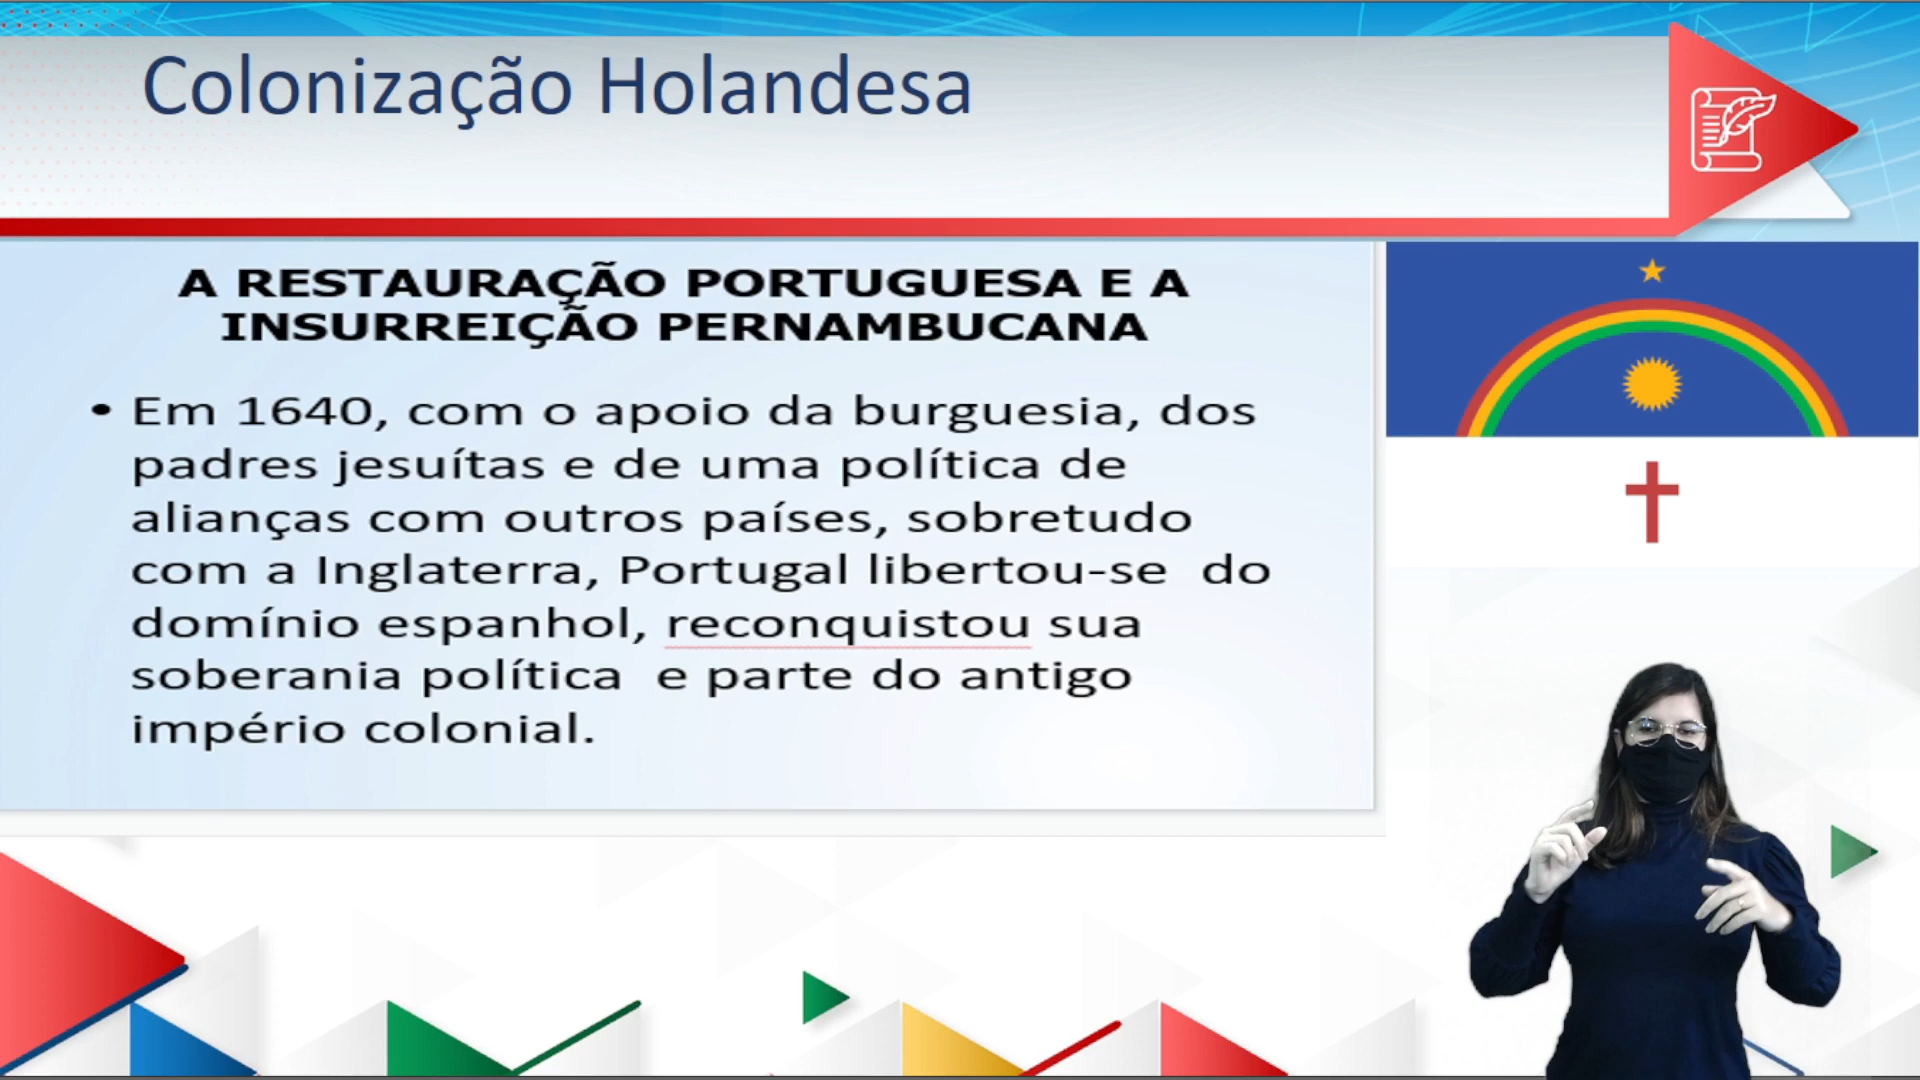 Colonização Holandesa
A RESTAURAÇÃO PORTUGUESA E A
INSURREIÇÃO PERNAMBUCANA
• Em 1640, com o apoio da burguesia, dos
padres jesuítas e de uma política de
alianças com outros países, sobretudo
com a Inglaterra, Portugal libertou-se do
domínio espanhol, reconquistou sua
soberania política e parte do antigo
império colonial.